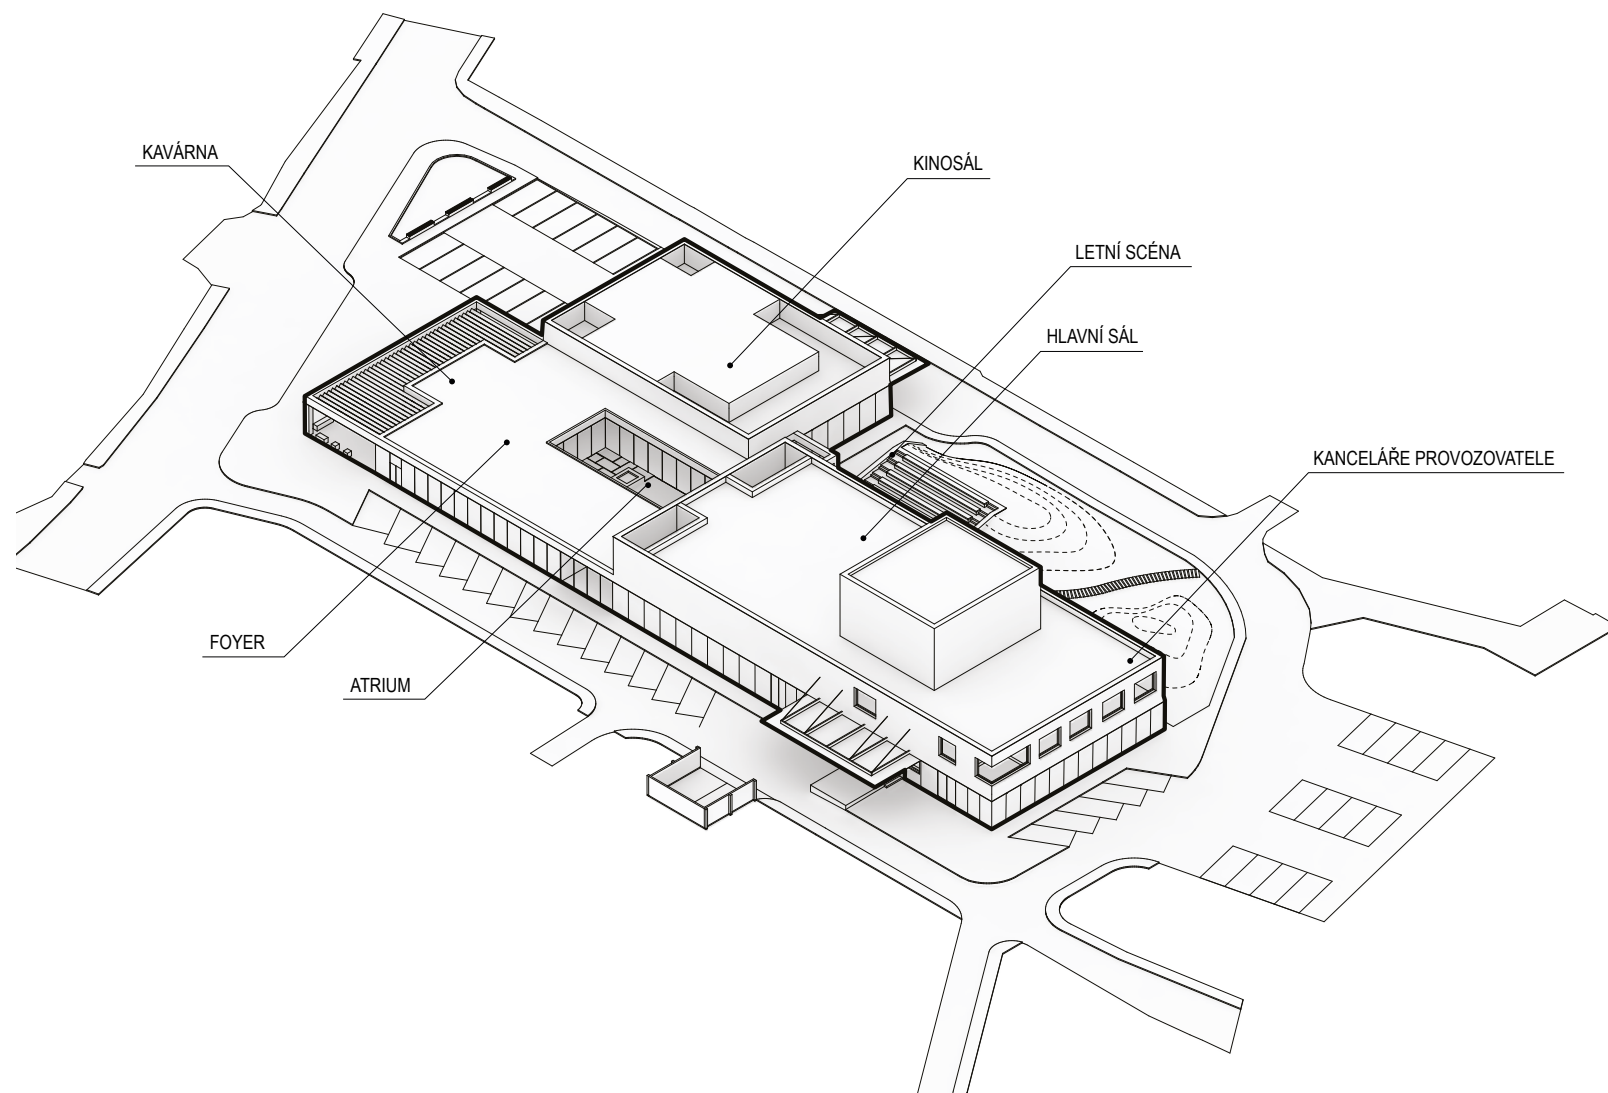 KAVÁRNA
KINOSÁL
LETNÍ SCÉNA
HLAVNÍ SÁL
KANCELÁŘE PROVOZOVATELE
FOYER
ATRIUM